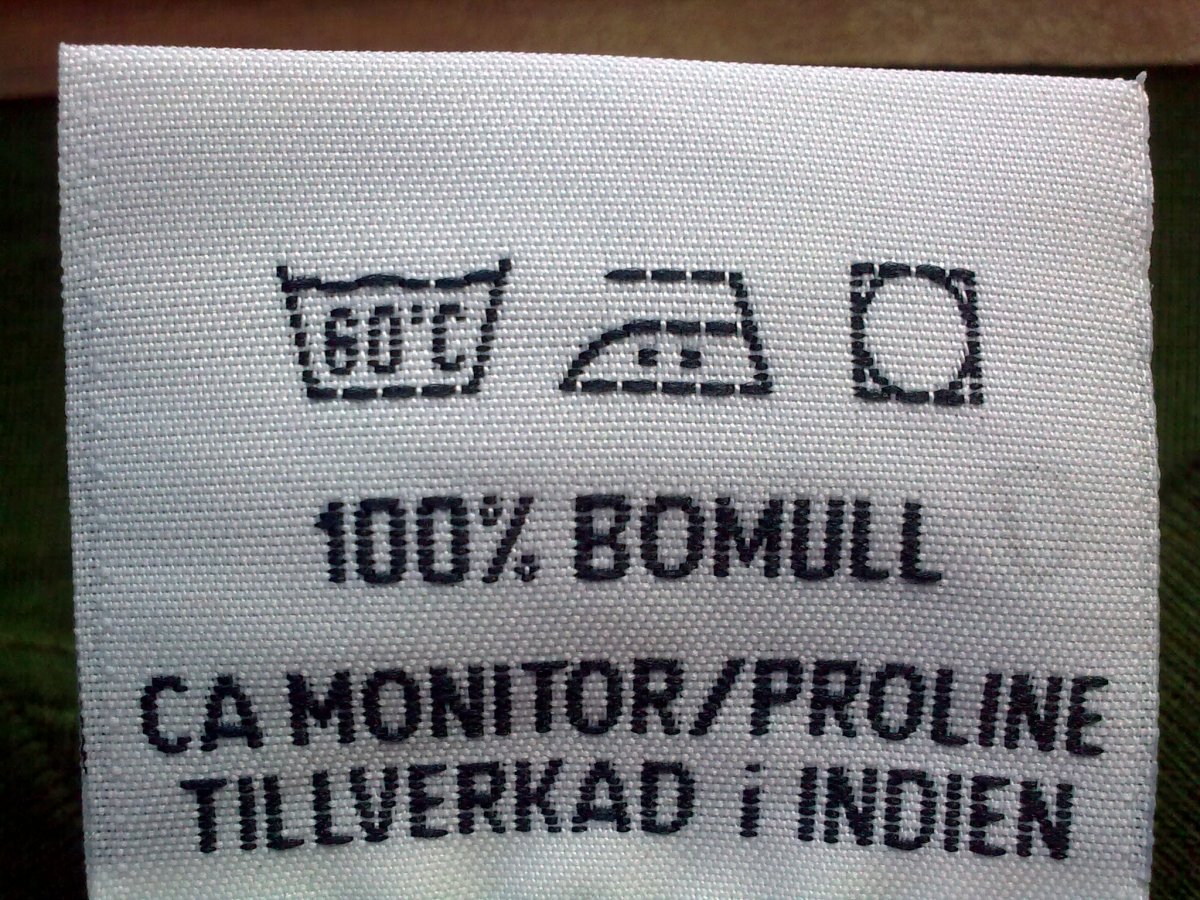 60°C
100% BOMULL
CA MONITOR/PROLINE
TILLVERKAD i INDIEN